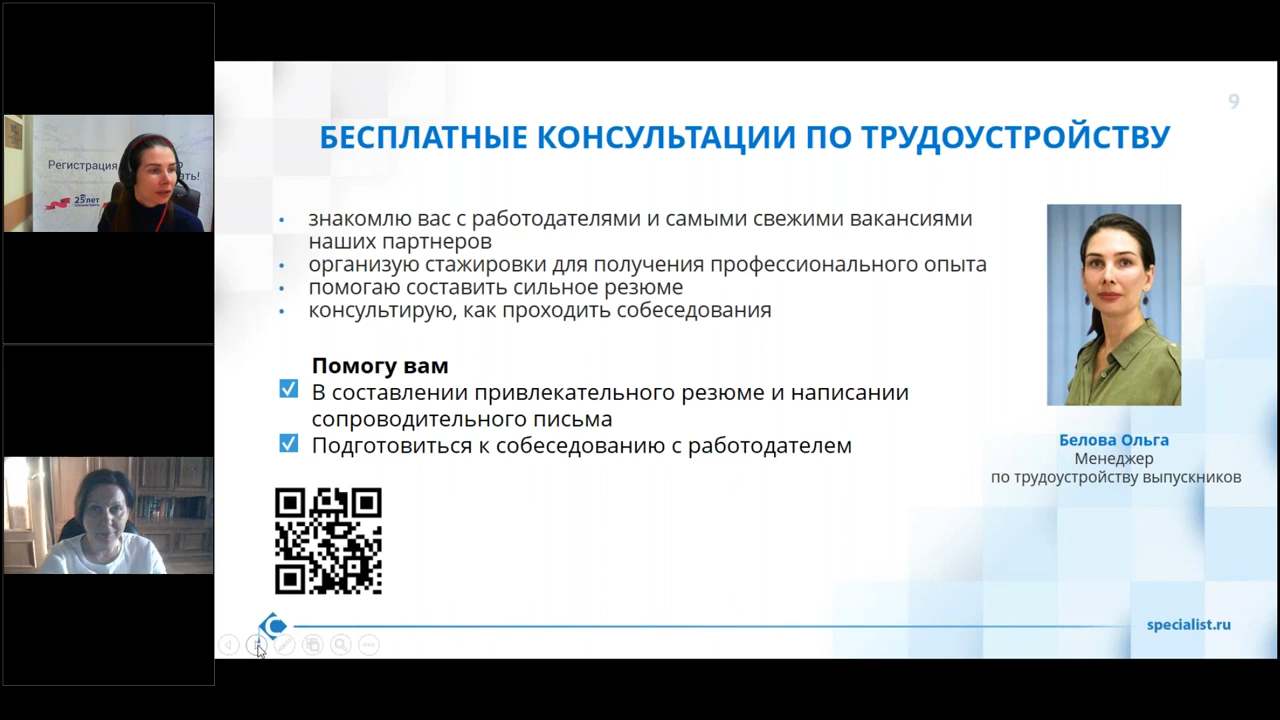 9
БЕСПЛАТНЫЕ КОНСУЛЬТАЦИИ ПО ТРУДОУСТРОЙСТВУ
Регистрация
ать!
25 лет
• знакомлю вас с работодателями и самыми свежими вакансиями
наших партнеров
• организую стажировки для получения профессионального опыта
• помогаю составить сильное резюме
• консультирую, как проходить собеседования
Помогу вам
В составлении привлекательного резюме и написании
сопроводительного письма
Подготовиться к собеседованию с работодателем
Белова Ольга
Менеджер
по трудоустройству выпускников
specialist.ru